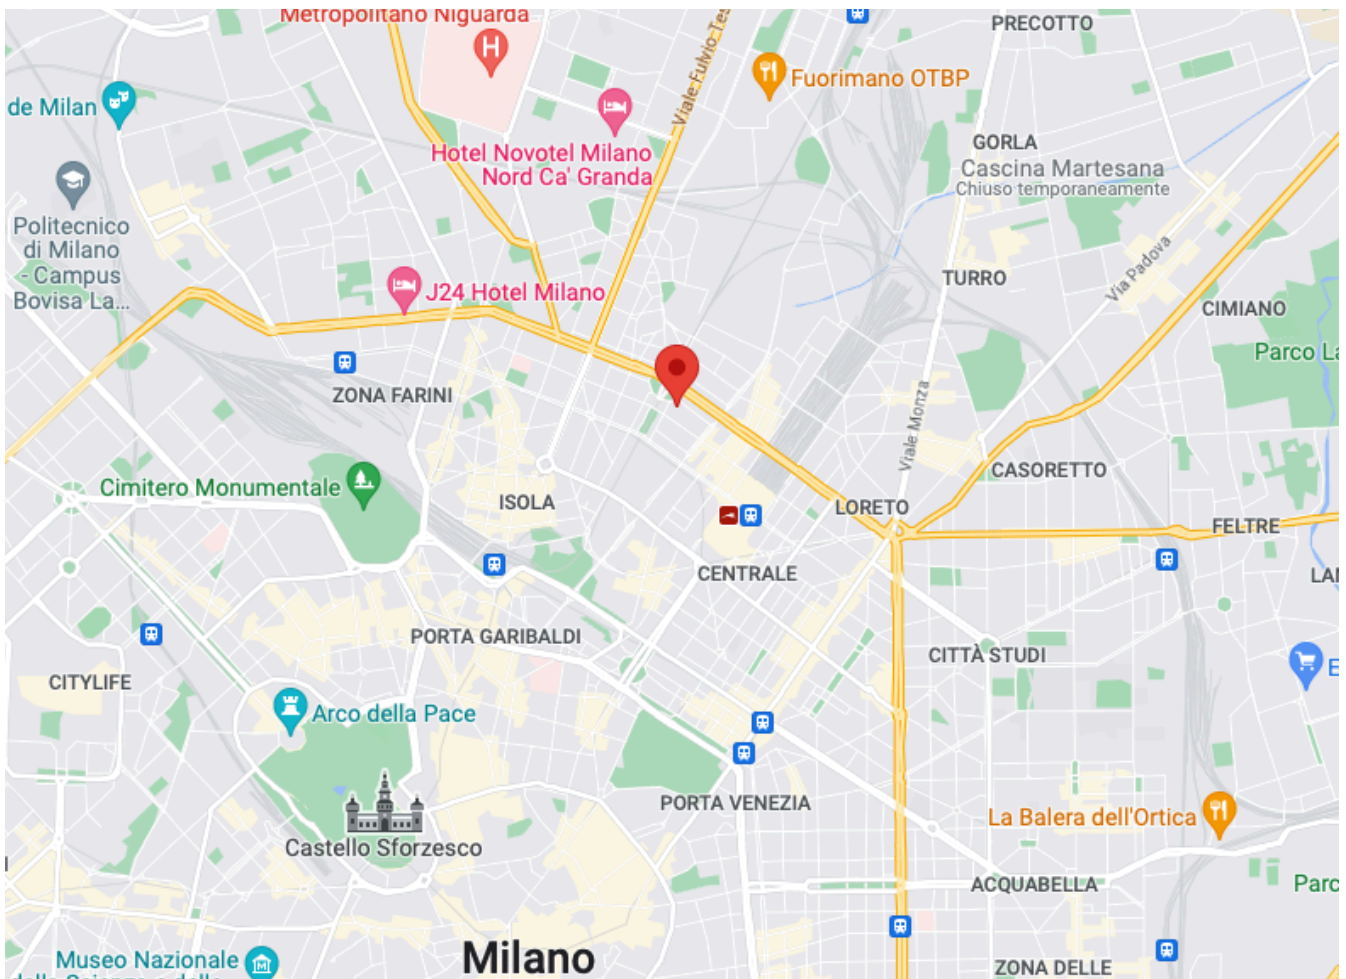 Metropolitano Niguarda
PRECOTTO
Viale Fulvio Tes
Fuorimano OTBP
de Milan
Hotel Novotel Milano
Nord Ca' Granda
GORLA
Cascina Martesana
Chiuso temporaneamente
Politecnico
di Milano
- Campus
Bovisa La...
Via Padova
TURRO
J24 Hotel Milano
CIMIANO
Parco La
ZONA FARINI
Viale Monza
CASORETTO
Cimitero Monumentale
ISOLA
LORETO
FELTRE
CENTRALE
LAI
PORTA GARIBALDI
CITTÀ STUDI
E
CITYLIFE
Arco della Pace
PORTA VENEZIA
La Balera dell'Ortica
Castello Sforzesco
ACQUABELLA
Parc
Milano
Museo Nazionale
ZONA DELLE